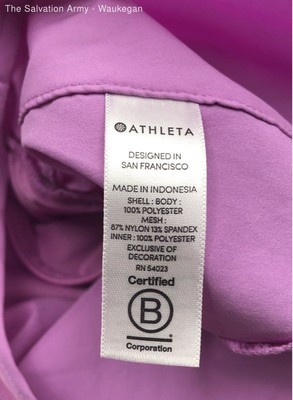 The Salvation Army - Waukegan
ATHLETA
DESIGNED IN
SAN FRANCISCO
MADE IN INDONESIA
SHELL : BODY :
100% POLYESTER
MESH :
87% NYLON 13% SPANDEX
INNER : 100% POLYESTER
EXCLUSIVE OF
DECORATION
RN 54023
Certified
B
Corporation